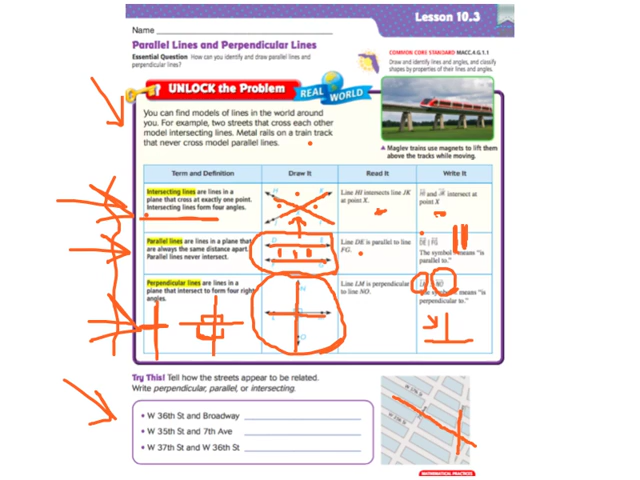 Lesson 10.3
Name
Parallel Lines and Perpendicular Lines
Essential Question How can you identify and draw parallel lines and
perpendicular lines?
COMMON CORE STANDARD MACC.4.G.1.1
Draw and identify lines and angles, and classify
shapes by properties of their lines and angles.
UNLOCK the Problem REAL WORLD
You can find models of lines in the world around
you. For example, two streets that cross each other
model intersecting lines. Metal rails on a train track
that never cross model parallel lines.
▲ Maglev trains use magnets to lift them
above the tracks while moving.
Term and Definition Draw It Read It Write It
Intersecting lines are lines in a
plane that cross at exactly one point.
Intersecting lines form four angles.
Line HI intersects line JK
at point X.
HI and JK intersect at
point X
Parallel lines are lines in a plane that
are always the same distance apart.
Parallel lines never intersect.
Line DE is parallel to line
FG.
DE || FG
The symbol means "is
parallel to."
Perpendicular lines are lines in a
plane that intersect to form four right
angles.
Line LM is perpendicular
to line NO.
means "is
perpendicular to."
Try This! Tell how the streets appear to be related.
Write perpendicular, parallel, or intersecting.
• W 36th St and Broadway
• W 35th St and 7th Ave
• W 37th St and W 36th St
W 37th St
MATHEMATICAL PRACTICES